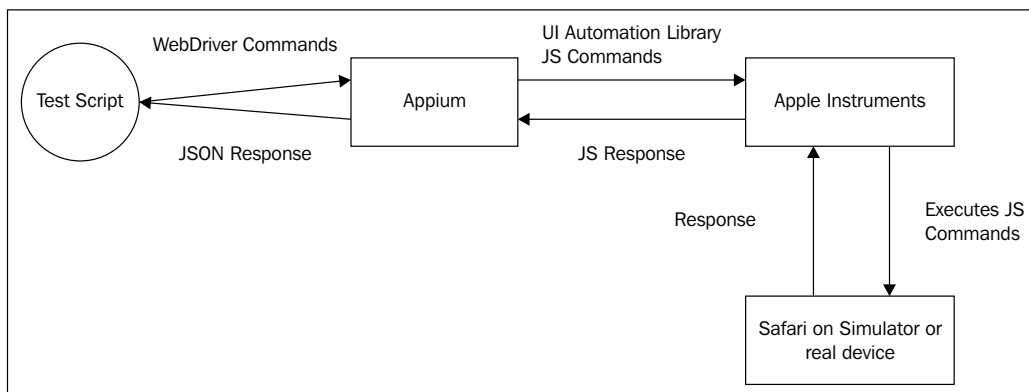 WebDriver Commands
UI Automation Library
JS Commands
Test Script
Appium
Apple Instruments
JSON Response
JS Response
Response
Executes JS
Commands
Safari on Simulator or
real device